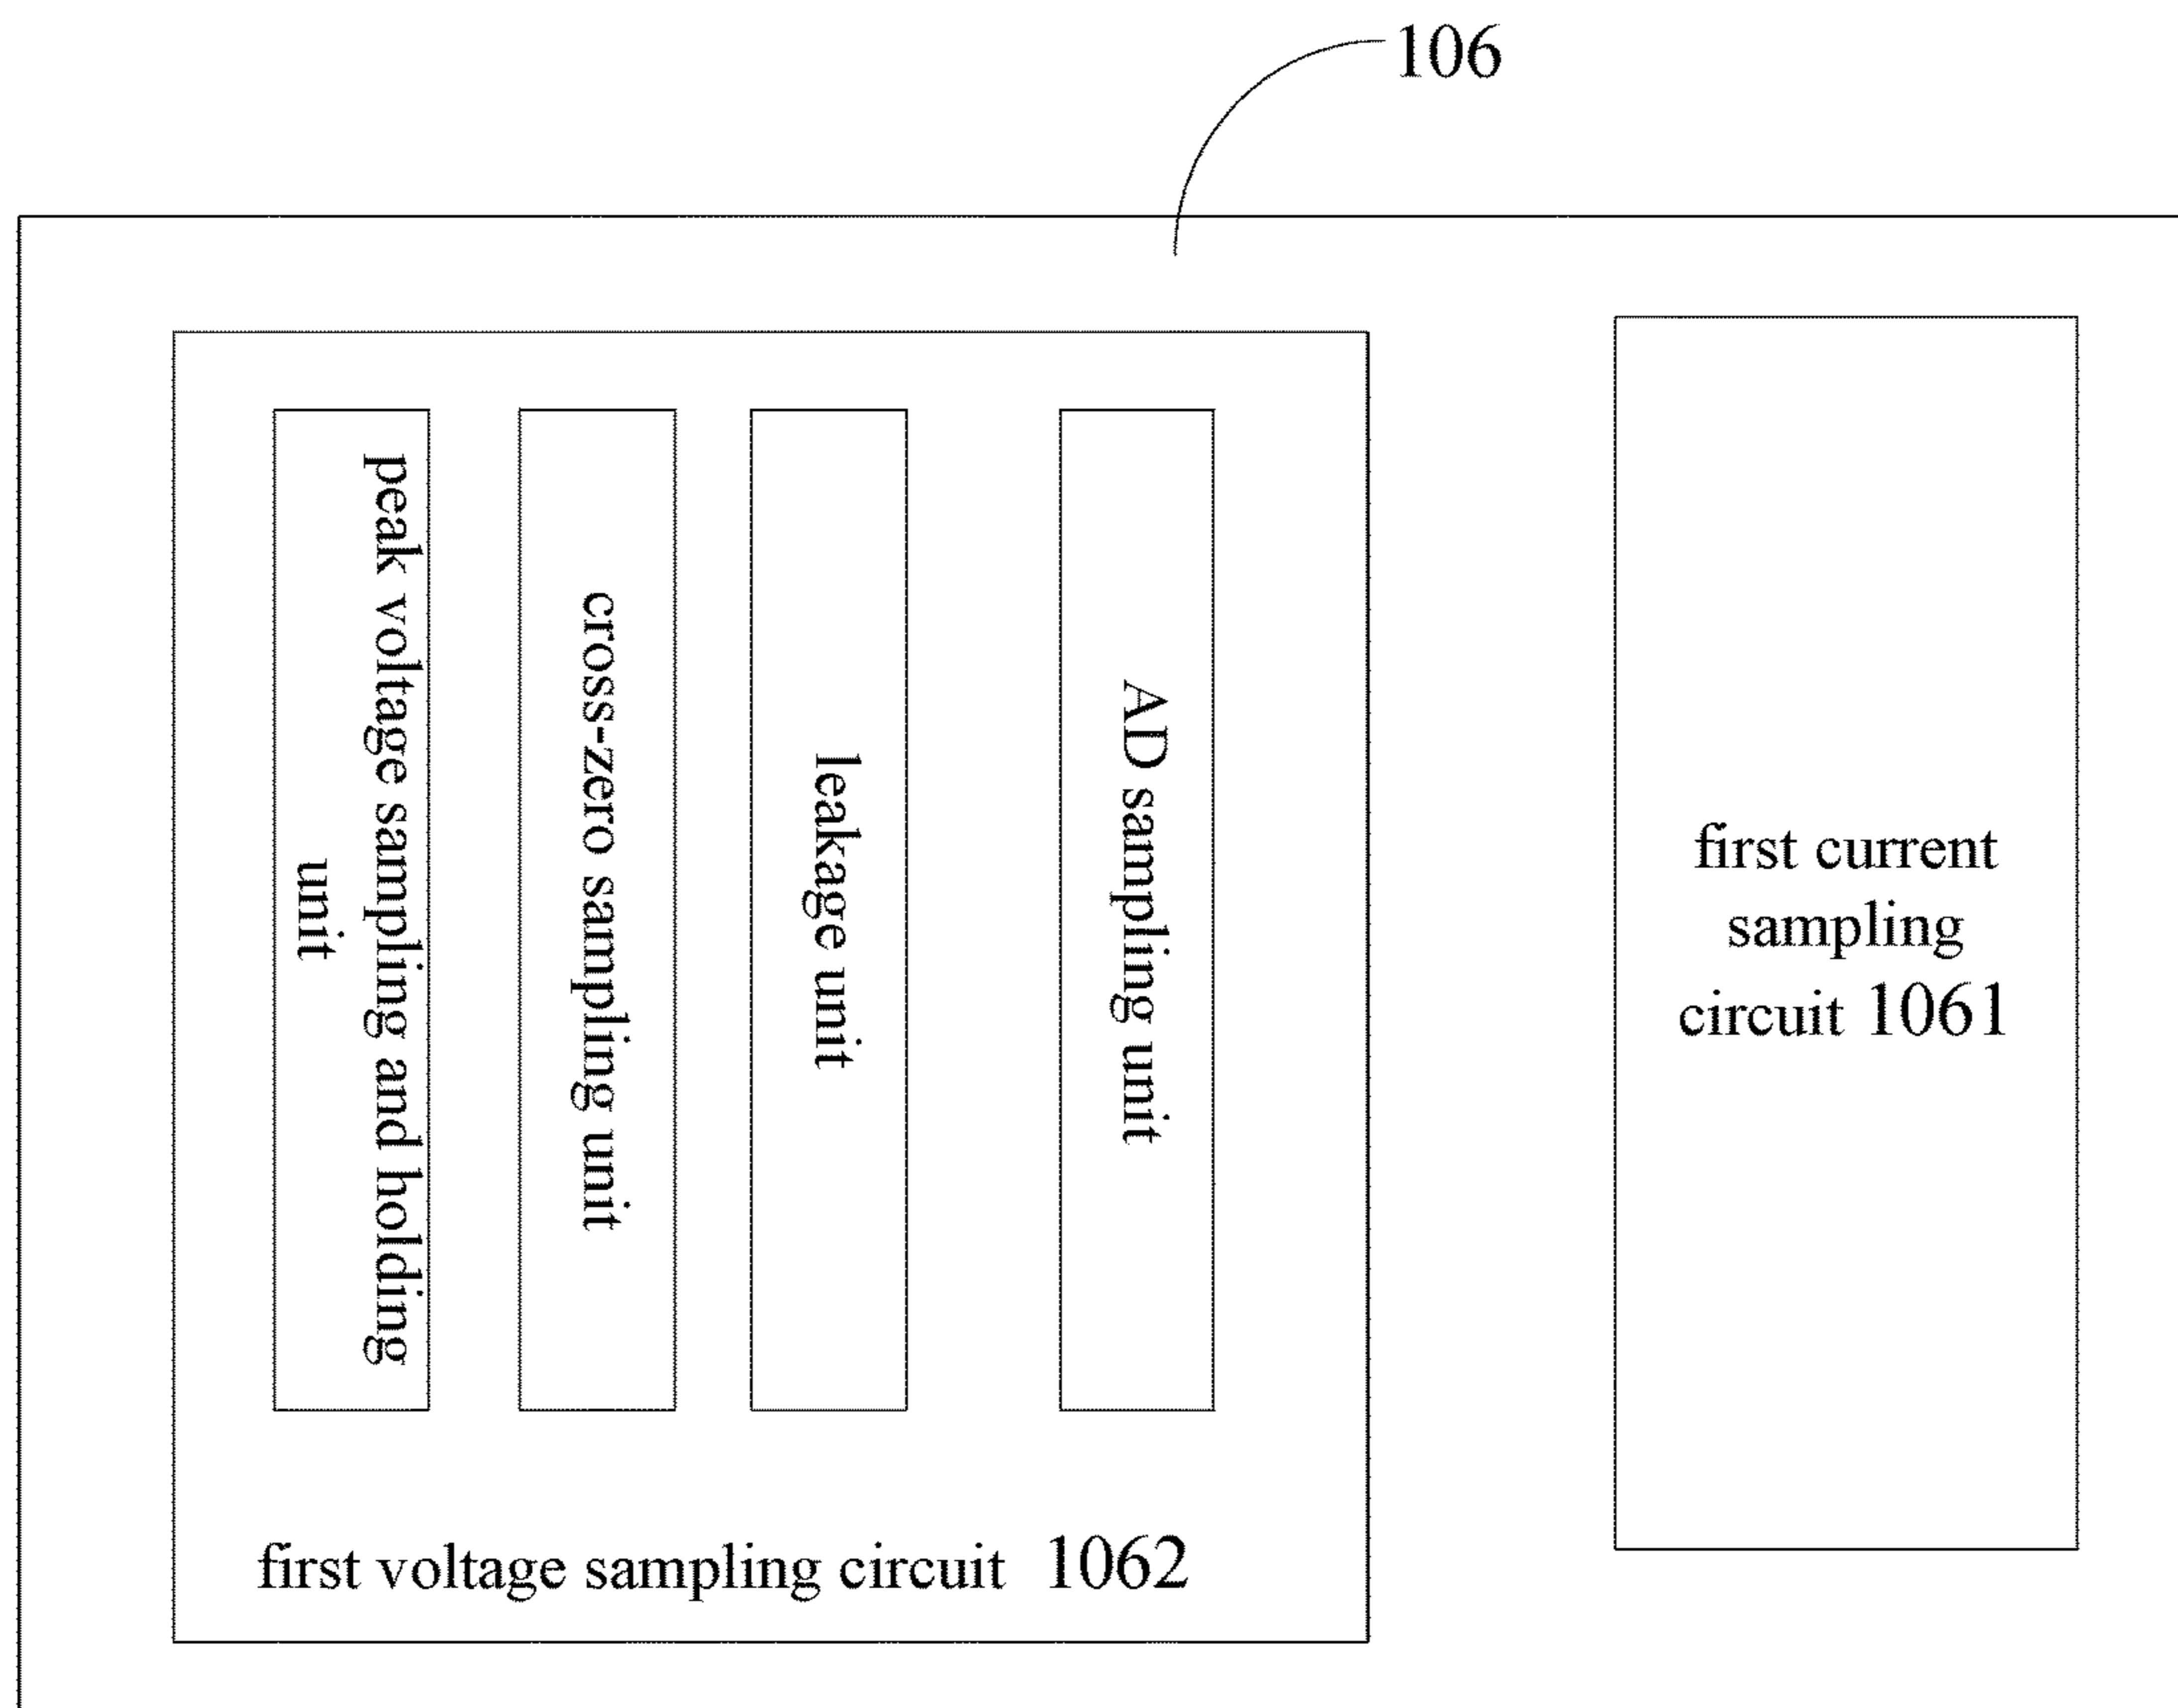 106
peak voltage sampling and holding
unit
cross-zero sampling unit
leakage unit
AD sampling unit
first voltage sampling circuit 1062
first current
sampling
circuit 1061